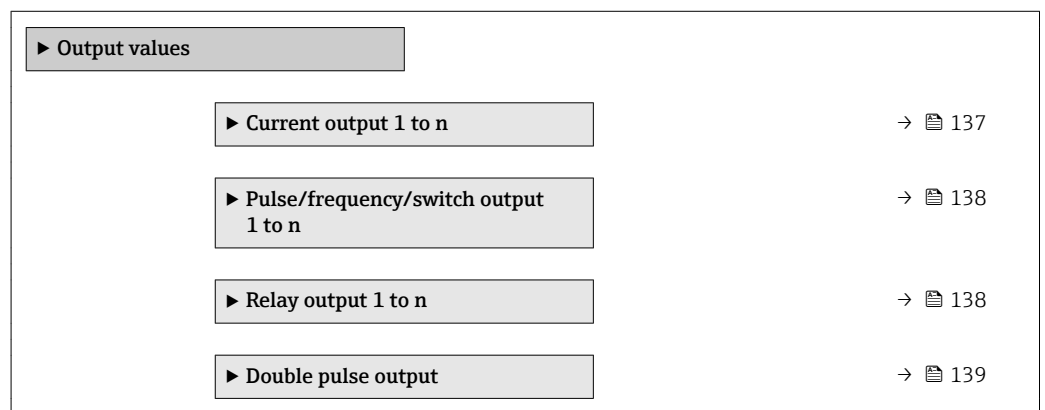 ▶ Output values
▶ Current output 1 to n → 137
▶ Pulse/frequency/switch output → 138
1 to n
▶ Relay output 1 to n → 138
▶ Double pulse output → 139